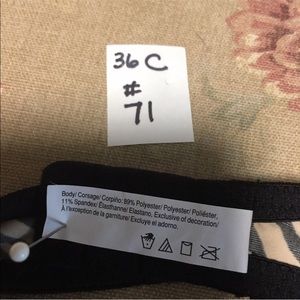 36 C
#
71
Body/ Corsage/ Corpiño: 89% Polyester/ Polyester/ Poliéster,
11% Spandex/ Élasthanne/ Elastano, Exclusive of decoration/
À l'exception de la garniture/ Excluye el adorno.